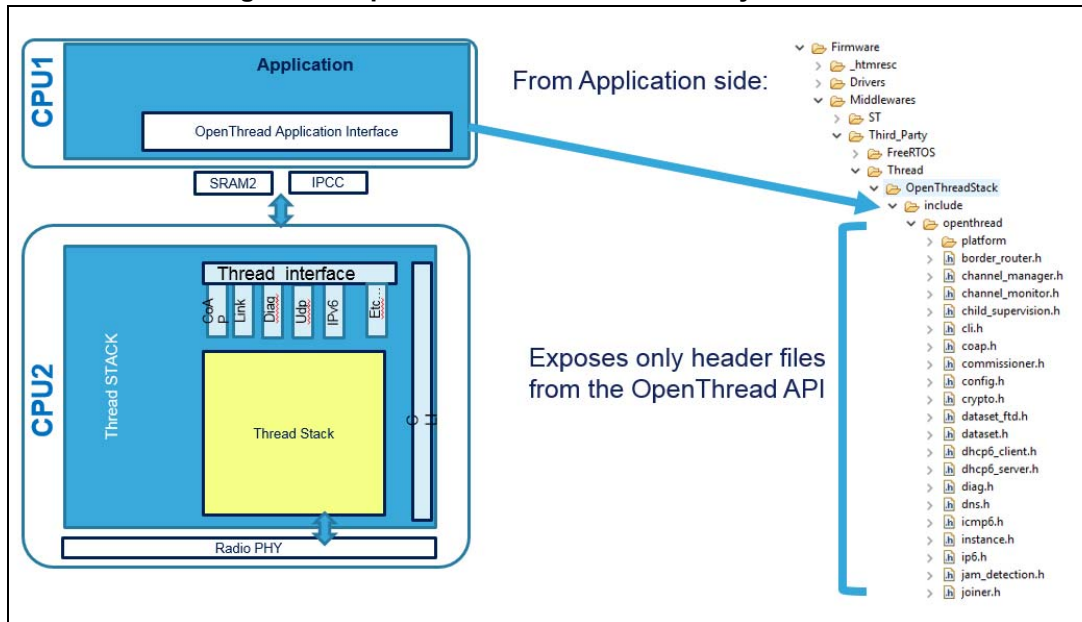 CPU1
Application
OpenThread Application Interface
SRAM2
IPCC
CPU2
Thread STACK
Thread interface
CoAP
Link
Diag
Udp
IPv6
Etc...
CLI
Thread Stack
Radio PHY
From Application side:
Exposes only header files
from the OpenThread API
Firmware
_htmresc
Drivers
Middlewares
ST
Third_Party
FreeRTOS
Thread
OpenThreadStack
include
openthread
platform
border_router.h
channel_manager.h
channel_monitor.h
child_supervision.h
cli.h
coap.h
commissioner.h
config.h
crypto.h
dataset_ftd.h
dataset.h
dhcp6_client.h
dhcp6_server.h
diag.h
dns.h
icmp6.h
instance.h
ip6.h
jam_detection.h
joiner.h